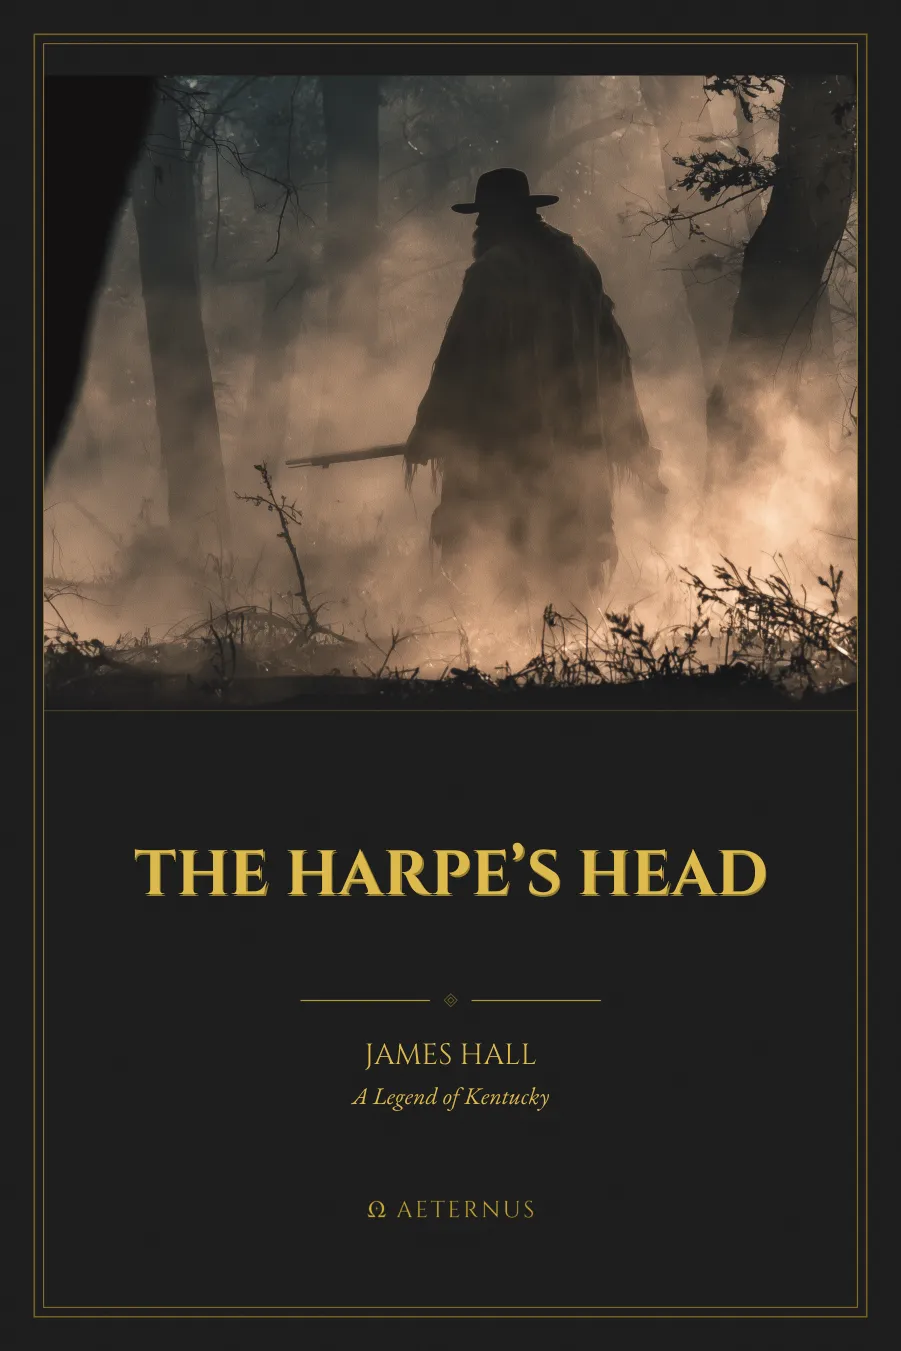 THE HARPE’S HEAD
JAMES HALL
A Legend of Kentucky
Ω AETERNUS